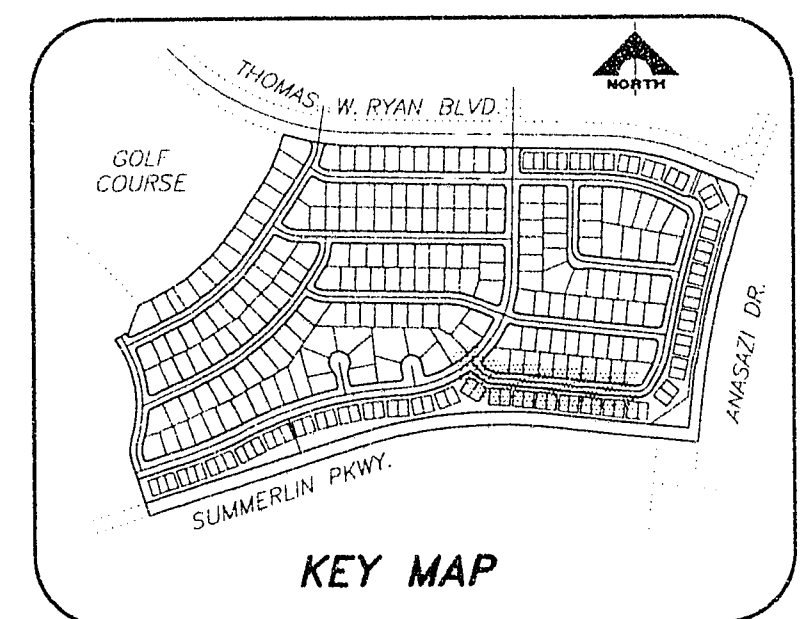 NORTH
THOMAS W. RYAN BLVD.
GOLF
COURSE
ANASAZI DR.
SUMMERLIN PKWY.
KEY MAP